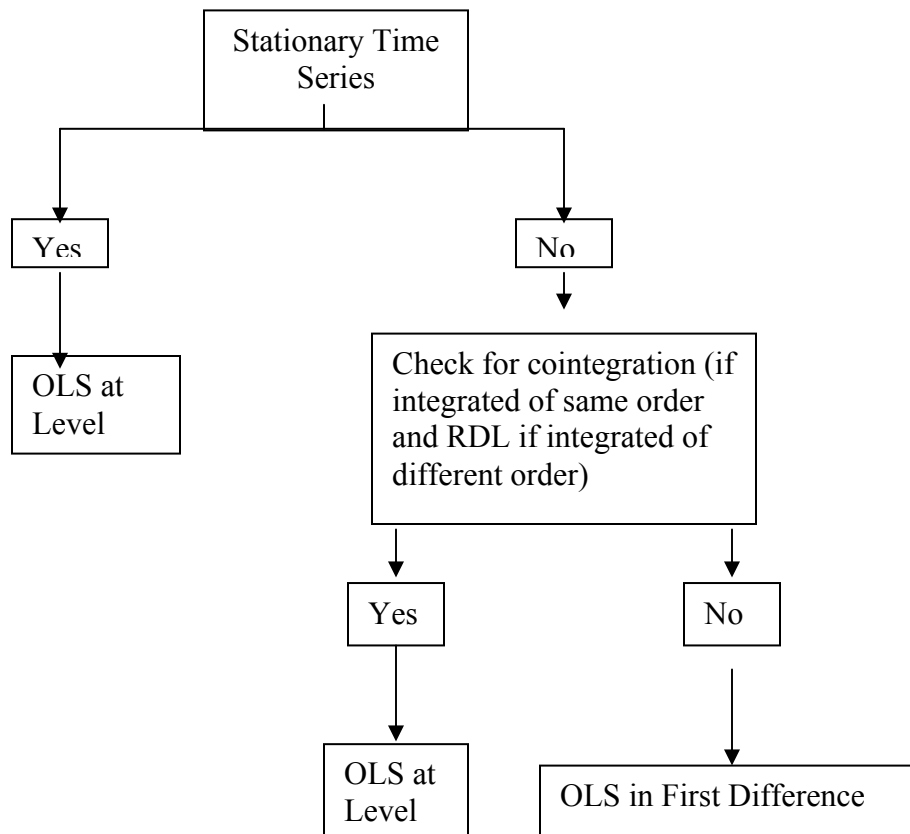 Stationary Time
Series
Yes
No
OLS at
Level
Check for cointegration (if
integrated of same order
and RDL if integrated of
different order)
Yes
No
OLS at
Level
OLS in First Difference